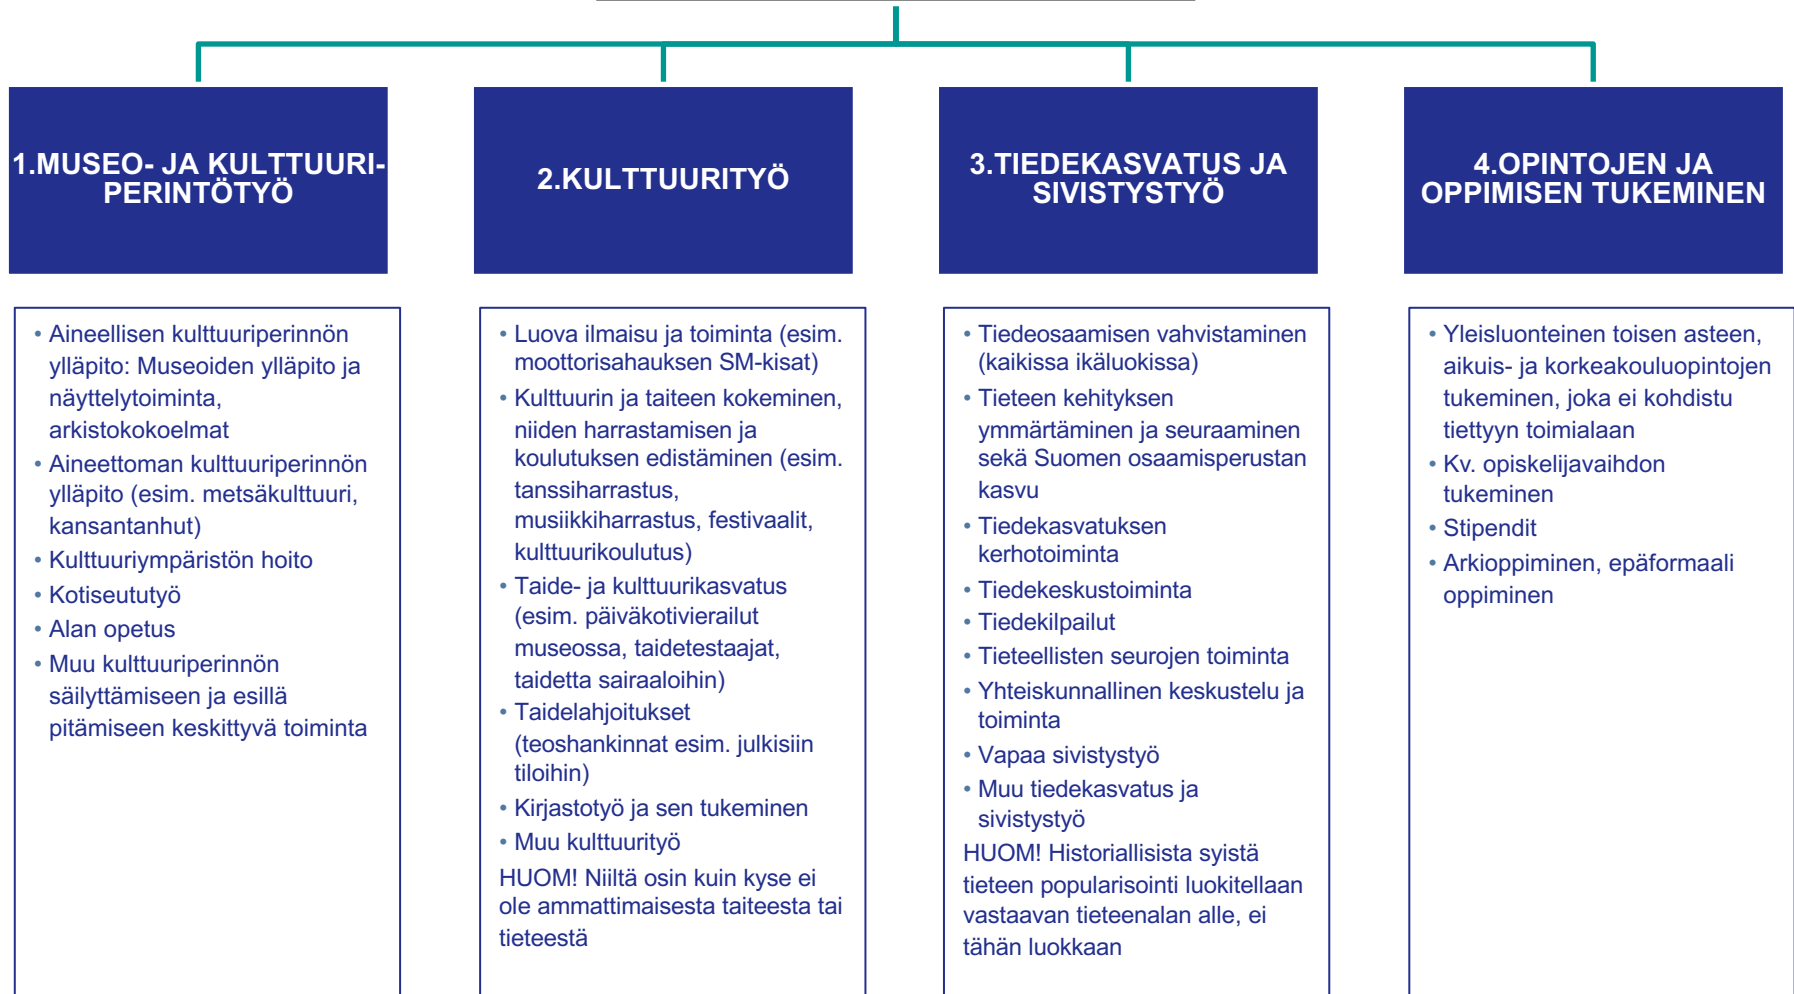 1.MUSEO- JA KULTTUURI-
PERINTÖTYÖ
• Aineellisen kulttuuriperinnön
ylläpito: Museoiden ylläpito ja
näyttelytoiminta,
arkistokokoelmat
• Aineettoman kulttuuriperinnön
ylläpito (esim. metsäkulttuuri,
kansantanhut)
• Kulttuuriympäristön hoito
• Kotiseututyö
• Alan opetus
• Muu kulttuuriperinnön
säilyttämiseen ja esillä
pitämiseen keskittyvä toiminta
2.KULTTUURITYÖ
• Luova ilmaisu ja toiminta (esim.
moottorisahauksen SM-kisat)
• Kulttuurin ja taiteen kokeminen,
niiden harrastamisen ja
koulutuksen edistäminen (esim.
tanssiharrastus,
musiikkiharrastus, festivaalit,
kulttuurikoulutus)
• Taide- ja kulttuurikasvatus
(esim. päiväkotivierailut
museossa, taidetestaajat,
taidetta sairaaloihin)
• Taidelahjoitukset
(teoshankinnat esim. julkisiin
tiloihin)
• Kirjastotyö ja sen tukeminen
• Muu kulttuurityö
HUOM! Niiltä osin kuin kyse ei
ole ammattimaisesta taiteesta tai
tieteestä
3.TIEDEKASVATUS JA
SIVISTYSTYÖ
• Tiedeosaamisen vahvistaminen
(kaikissa ikäluokissa)
• Tieteen kehityksen
ymmärtäminen ja seuraaminen
sekä Suomen osaamisperustan
kasvu
• Tiedekasvatuksen
kerhotoiminta
• Tiedekeskustoiminta
• Tiedekilpailut
• Tieteellisten seurojen toiminta
• Yhteiskunnallinen keskustelu ja
toiminta
• Vapaa sivistystyö
• Muu tiedekasvatus ja
sivistystyö
HUOM! Historiallisista syistä
tieteen popularisointi luokitellaan
vastaavan tieteenalan alle, ei
tähän luokkaan
4.OPINTOJEN JA
OPPIMISEN TUKEMINEN
• Yleisluonteinen toisen asteen,
aikuis- ja korkeakouluopintojen
tukeminen, joka ei kohdistu
tiettyyn toimialaan
• Kv. opiskelijavaihdon
tukeminen
• Stipendit
• Arkioppiminen, epäformaali
oppiminen